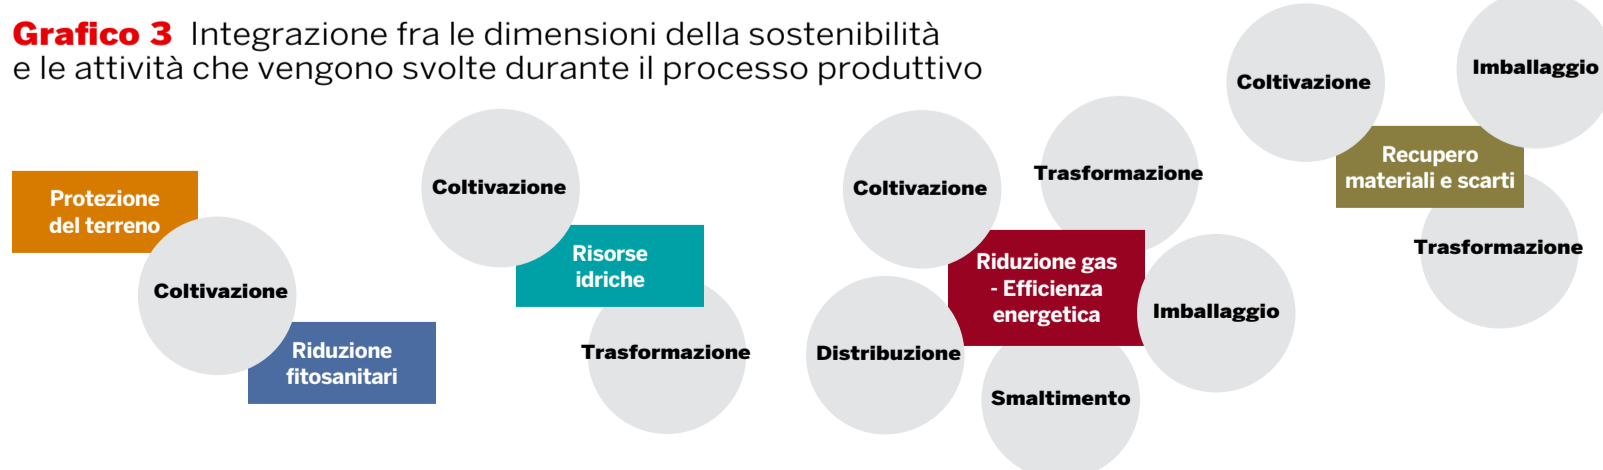 Grafico 3 Integrazione fra le dimensioni della sostenibilità
e le attività che vengono svolte durante il processo produttivo
Protezione
del terreno
Coltivazione
Riduzione
fitosanitari
Coltivazione
Risorse
idriche
Trasformazione
Coltivazione
Trasformazione
Riduzione gas
- Efficienza
energetica
Imballaggio
Distribuzione
Smaltimento
Coltivazione
Imballaggio
Recupero
materiali e scarti
Trasformazione